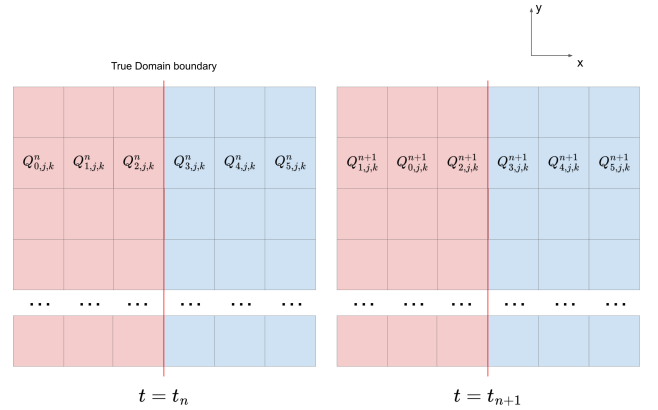 y
x
True Domain boundary
Q^n_{0,j,k} Q^n_{1,j,k} Q^n_{2,j,k} Q^n_{3,j,k} Q^n_{4,j,k} Q^n_{5,j,k} Q^{n+1}_{1,j,k} Q^{n+1}_{0,j,k} Q^{n+1}_{2,j,k} Q^{n+1}_{3,j,k} Q^{n+1}_{4,j,k} Q^{n+1}_{5,j,k}
... ... ... ... ... ... ... ... ... ... ... ...
t = t_n t = t_{n+1}